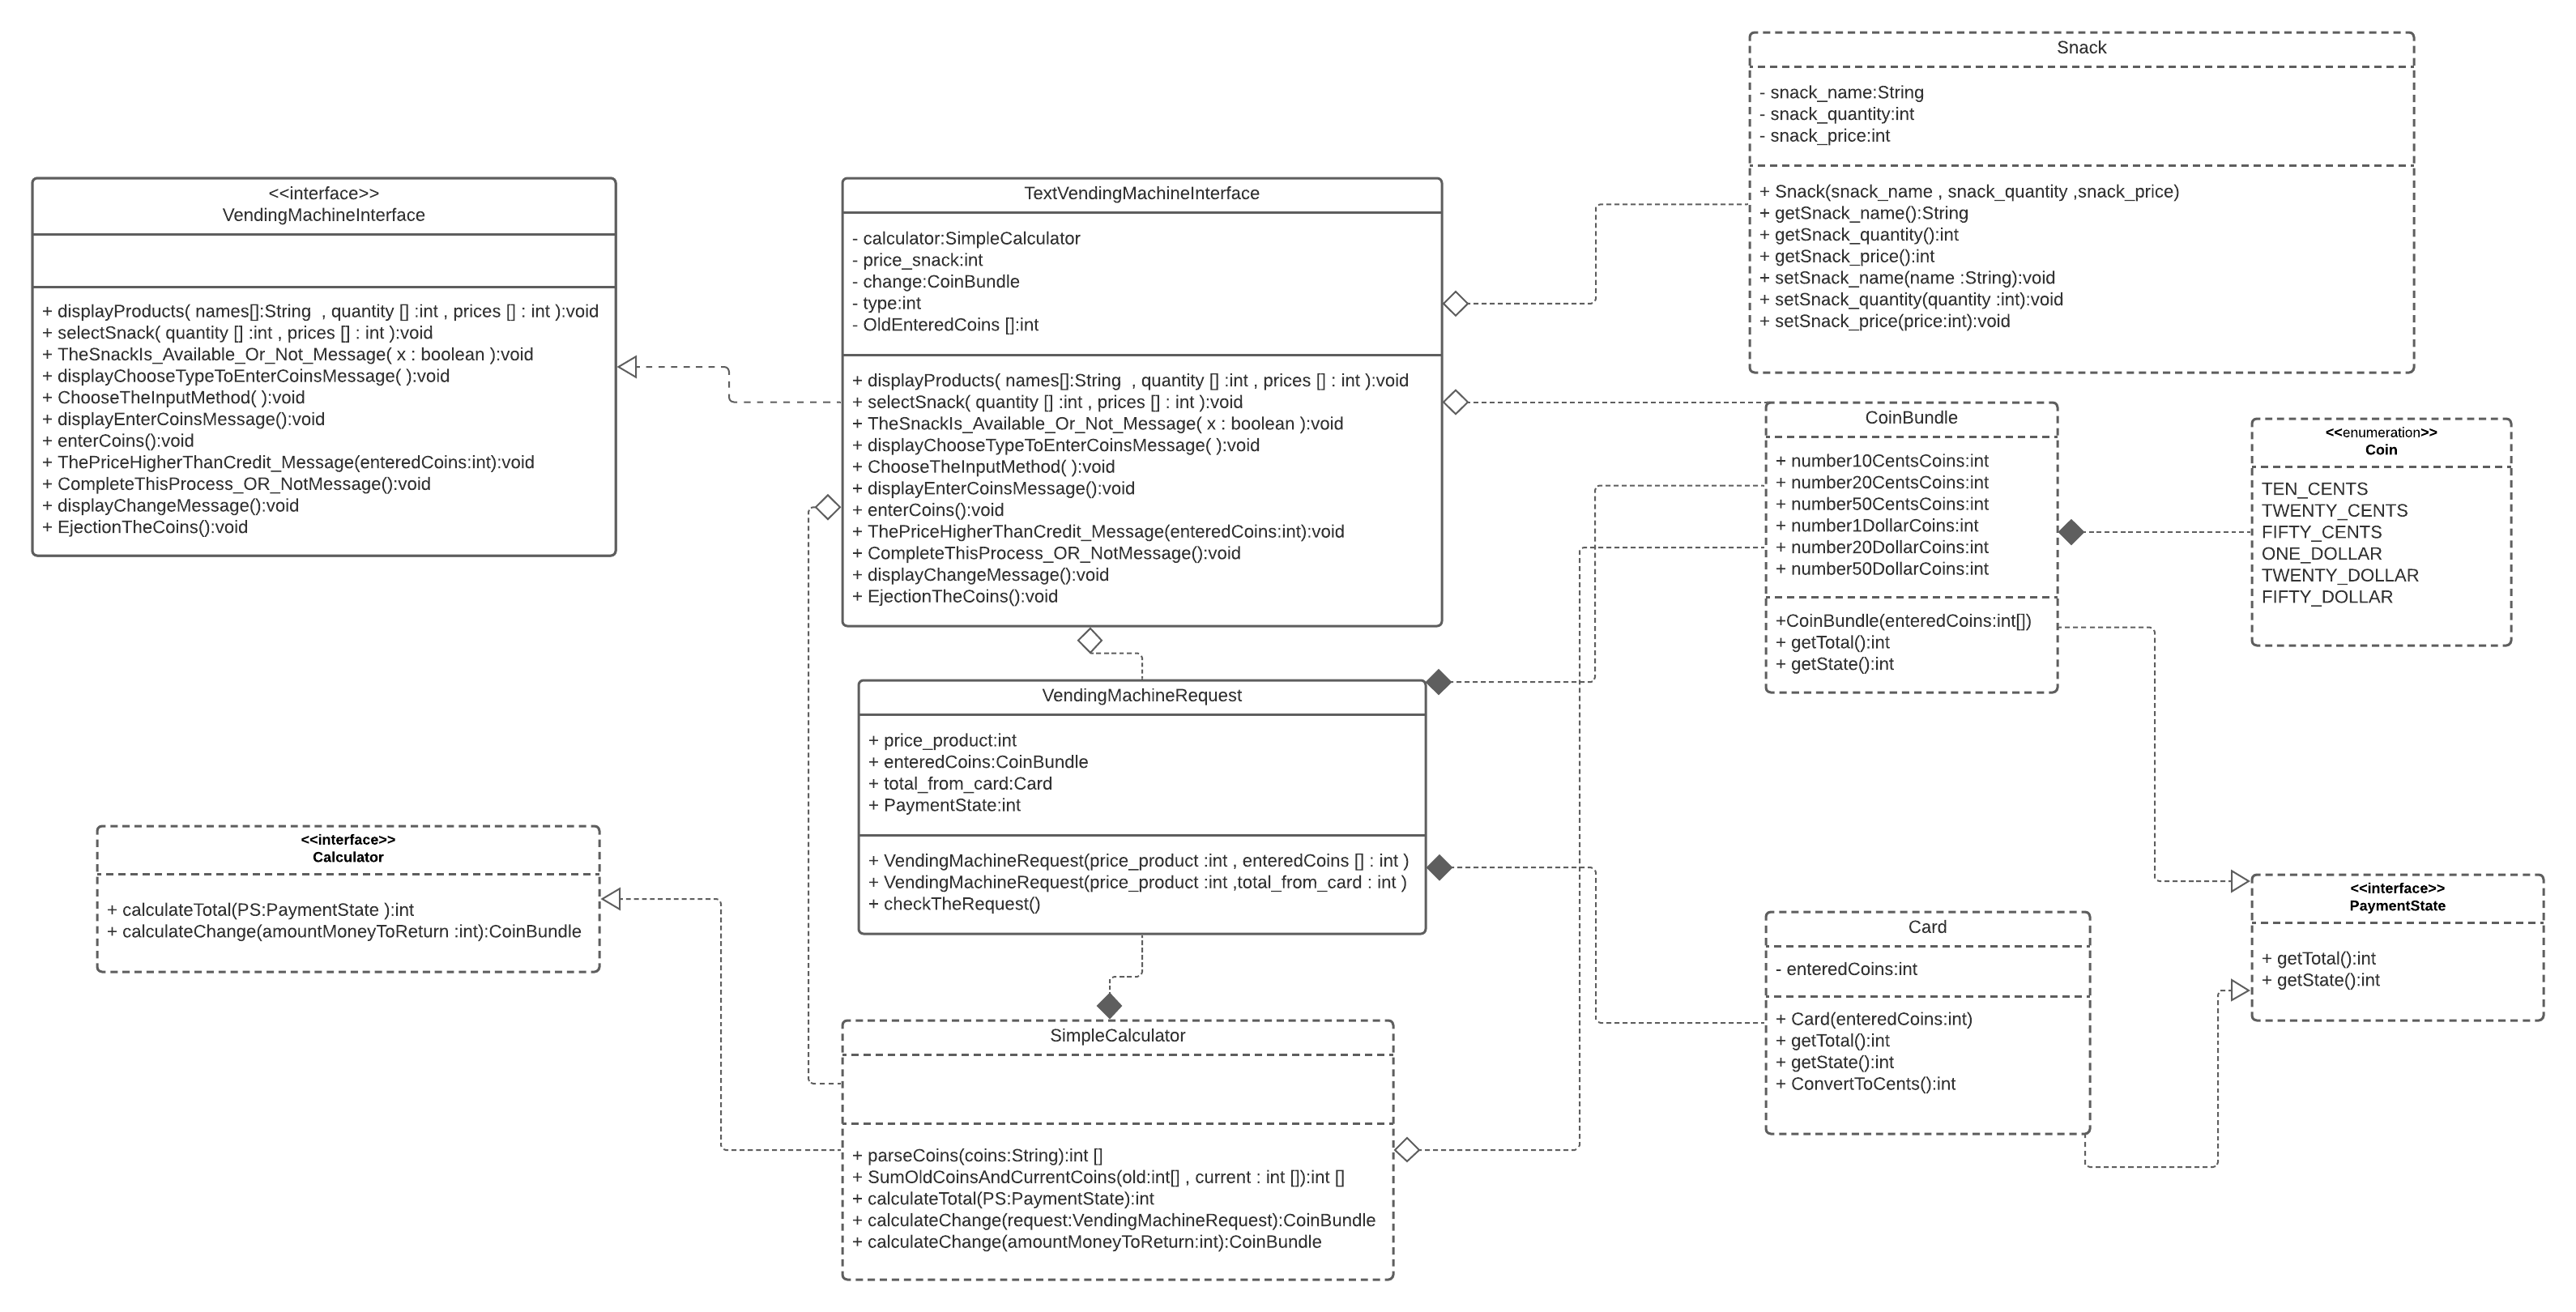 Snack
- snack_name:String
- snack_quantity:int
- snack_price:int
+ Snack(snack_name , snack_quantity ,snack_price)
+ getSnack_name():String
+ getSnack_quantity():int
+ getSnack_price():int
+ setSnack_name(name :String):void
+ setSnack_quantity(quantity :int):void
+ setSnack_price(price:int):void
<<interface>>
VendingMachineInterface
+ displayProducts( names[]:String  , quantity [] :int , prices [] : int ):void
+ selectSnack( quantity [] :int , prices [] : int ):void
+ TheSnackIs_Available_Or_Not_Message( x : boolean ):void
+ displayChooseTypeToEnterCoinsMessage( ):void
+ ChooseTheInputMethod( ):void
+ displayEnterCoinsMessage():void
+ enterCoins():void
+ ThePriceHigherThanCredit_Message(enteredCoins:int):void
+ CompleteThisProcess_OR_NotMessage():void
+ displayChangeMessage():void
+ EjectionTheCoins():void
TextVendingMachineInterface
- calculator:SimpleCalculator
- price_snack:int
- change:CoinBundle
- type:int
- OldEnteredCoins []:int
+ displayProducts( names[]:String  , quantity [] :int , prices [] : int ):void
+ selectSnack( quantity [] :int , prices [] : int ):void
+ TheSnackIs_Available_Or_Not_Message( x : boolean ):void
+ displayChooseTypeToEnterCoinsMessage( ):void
+ ChooseTheInputMethod( ):void
+ displayEnterCoinsMessage():void
+ enterCoins():void
+ ThePriceHigherThanCredit_Message(enteredCoins:int):void
+ CompleteThisProcess_OR_NotMessage():void
+ displayChangeMessage():void
+ EjectionTheCoins():void
CoinBundle
+ number10CentsCoins:int
+ number20CentsCoins:int
+ number50CentsCoins:int
+ number1DollarCoins:int
+ number20DollarCoins:int
+ number50DollarCoins:int
+CoinBundle(enteredCoins:int[])
+ getTotal():int
+ getState():int
<<enumeration>>
Coin
TEN_CENTS
TWENTY_CENTS
FIFTY_CENTS
ONE_DOLLAR
TWENTY_DOLLAR
FIFTY_DOLLAR
VendingMachineRequest
+ price_product:int
+ enteredCoins:CoinBundle
+ total_from_card:Card
+ PaymentState:int
+ VendingMachineRequest(price_product :int , enteredCoins [] : int )
+ VendingMachineRequest(price_product :int ,total_from_card : int )
+ checkTheRequest()
<<interface>>
Calculator
+ calculateTotal(PS:PaymentState ):int
+ calculateChange(amountMoneyToReturn :int):CoinBundle
Card
- enteredCoins:int
+ Card(enteredCoins:int)
+ getTotal():int
+ getState():int
+ ConvertToCents():int
<<interface>>
PaymentState
+ getTotal():int
+ getState():int
SimpleCalculator
+ parseCoins(coins:String):int []
+ SumOldCoinsAndCurrentCoins(old:int[] , current : int []):int []
+ calculateTotal(PS:PaymentState):int
+ calculateChange(request:VendingMachineRequest):CoinBundle
+ calculateChange(amountMoneyToReturn:int):CoinBundle